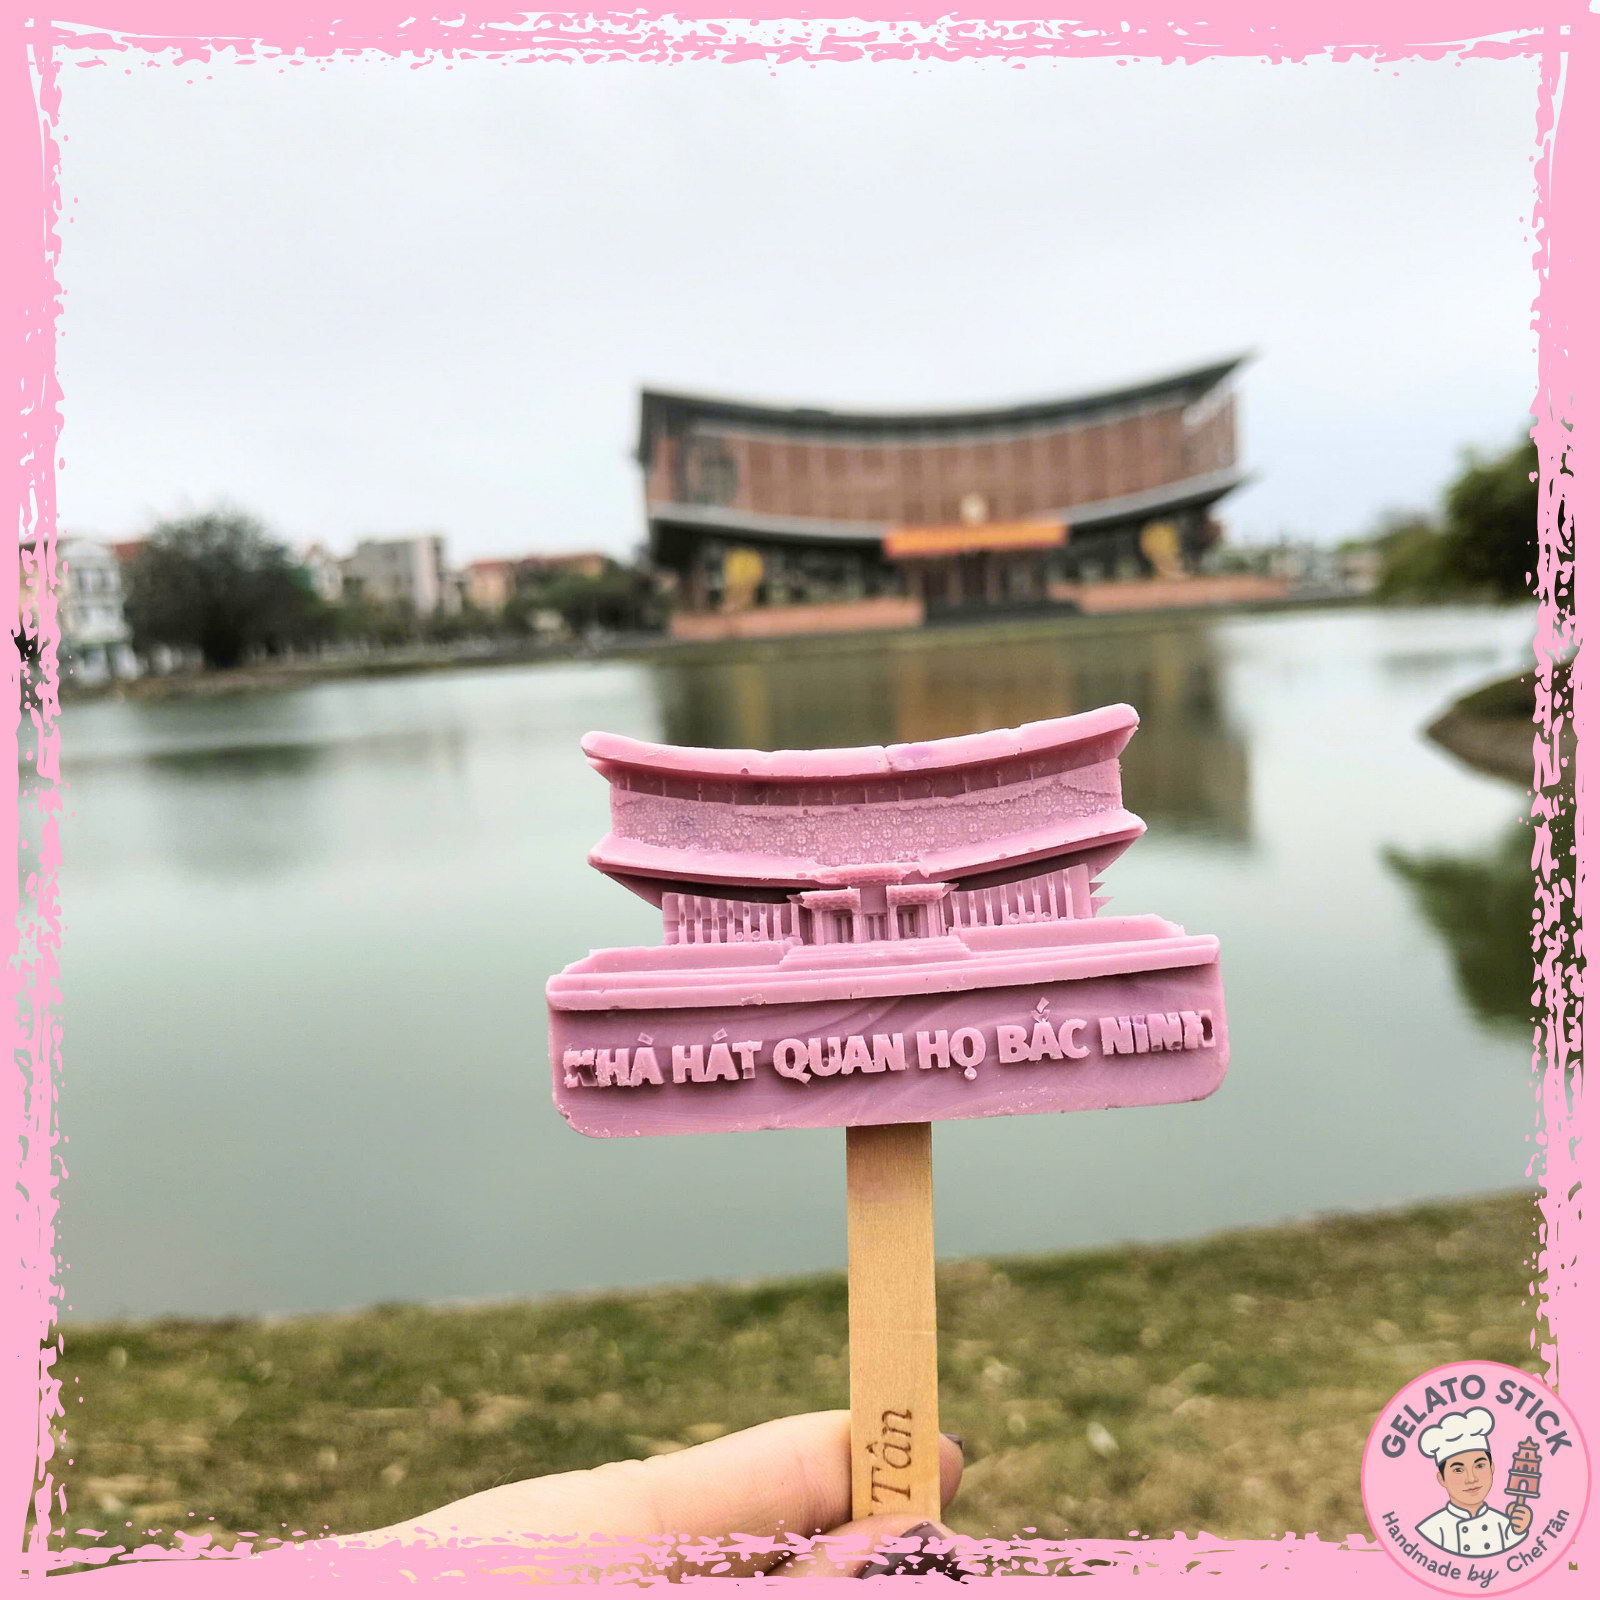 NHÀ HÁT QUAN HỌ BẮC NINH
Tân
GELATO STICK
Handmade by Chef Tân